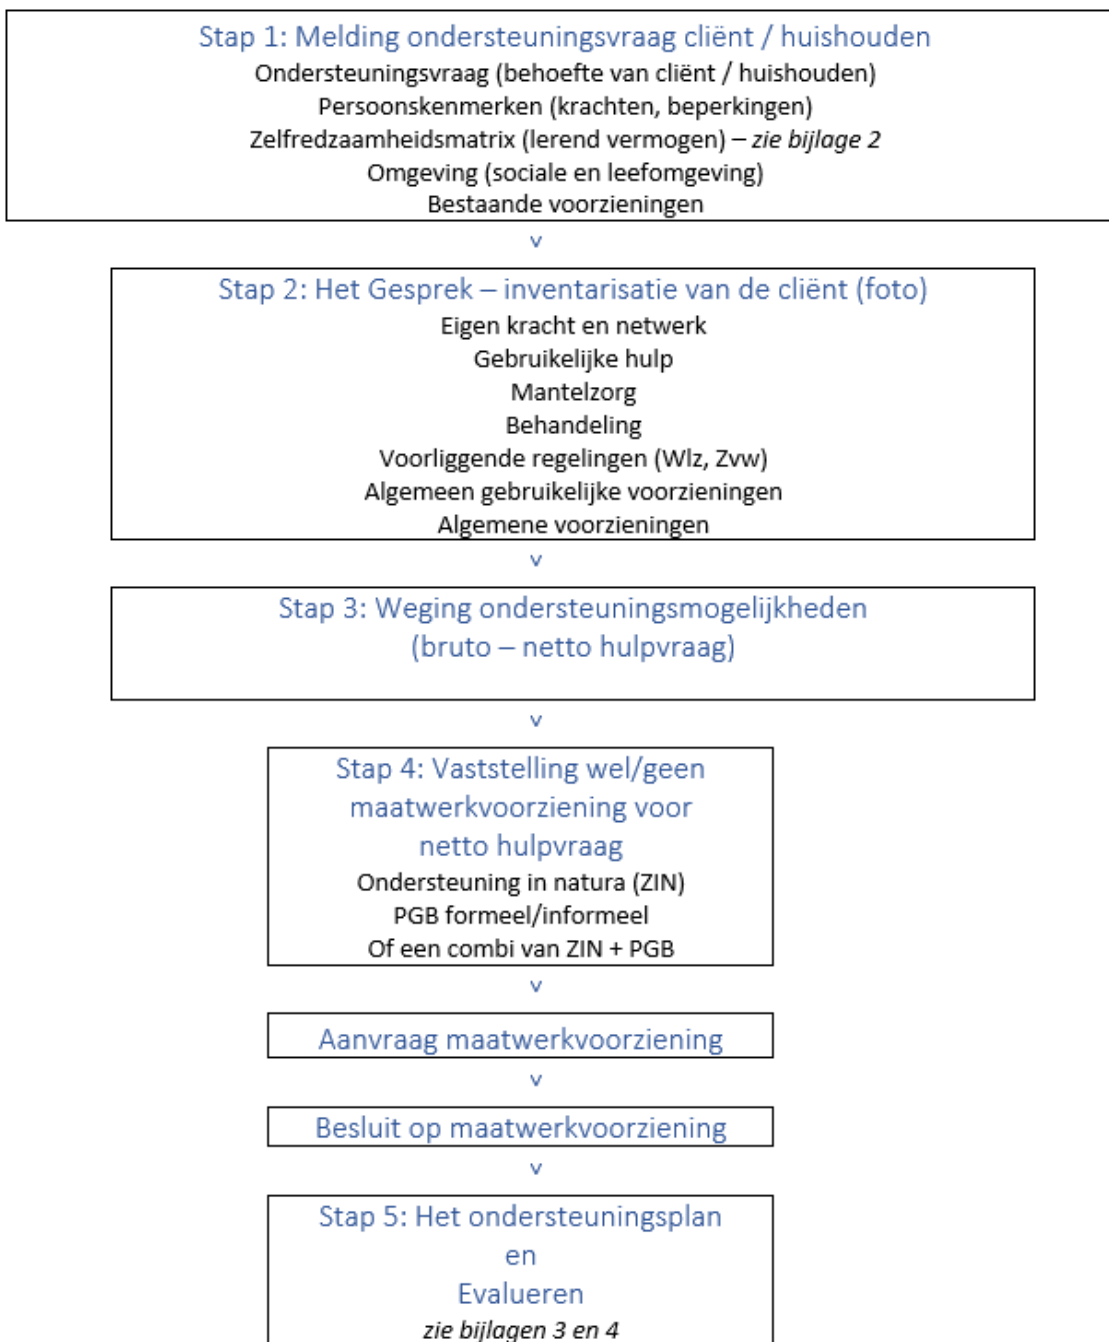 Stap 1: Melding ondersteuningsvraag cliënt / huishouden
Ondersteuningsvraag (behoefte van cliënt / huishouden)
Persoonskenmerken (krachten, beperkingen)
Zelfredzaamheidsmatrix (lerend vermogen) – zie bijlage 2
Omgeving (sociale en leefomgeving)
Bestaande voorzieningen
v
Stap 2: Het Gesprek – inventarisatie van de cliënt (foto)
Eigen kracht en netwerk
Gebruikelijke hulp
Mantelzorg
Behandeling
Voorliggende regelingen (Wlz, Zvw)
Algemeen gebruikelijke voorzieningen
Algemene voorzieningen
v
Stap 3: Weging ondersteuningsmogelijkheden
(bruto – netto hulpvraag)
v
Stap 4: Vaststelling wel/geen
maatwerkvoorziening voor
netto hulpvraag
Ondersteuning in natura (ZIN)
PGB formeel/informeel
Of een combi van ZIN + PGB
v
Aanvraag maatwerkvoorziening
v
Besluit op maatwerkvoorziening
v
Stap 5: Het ondersteuningsplan
en
Evalueren
zie bijlagen 3 en 4